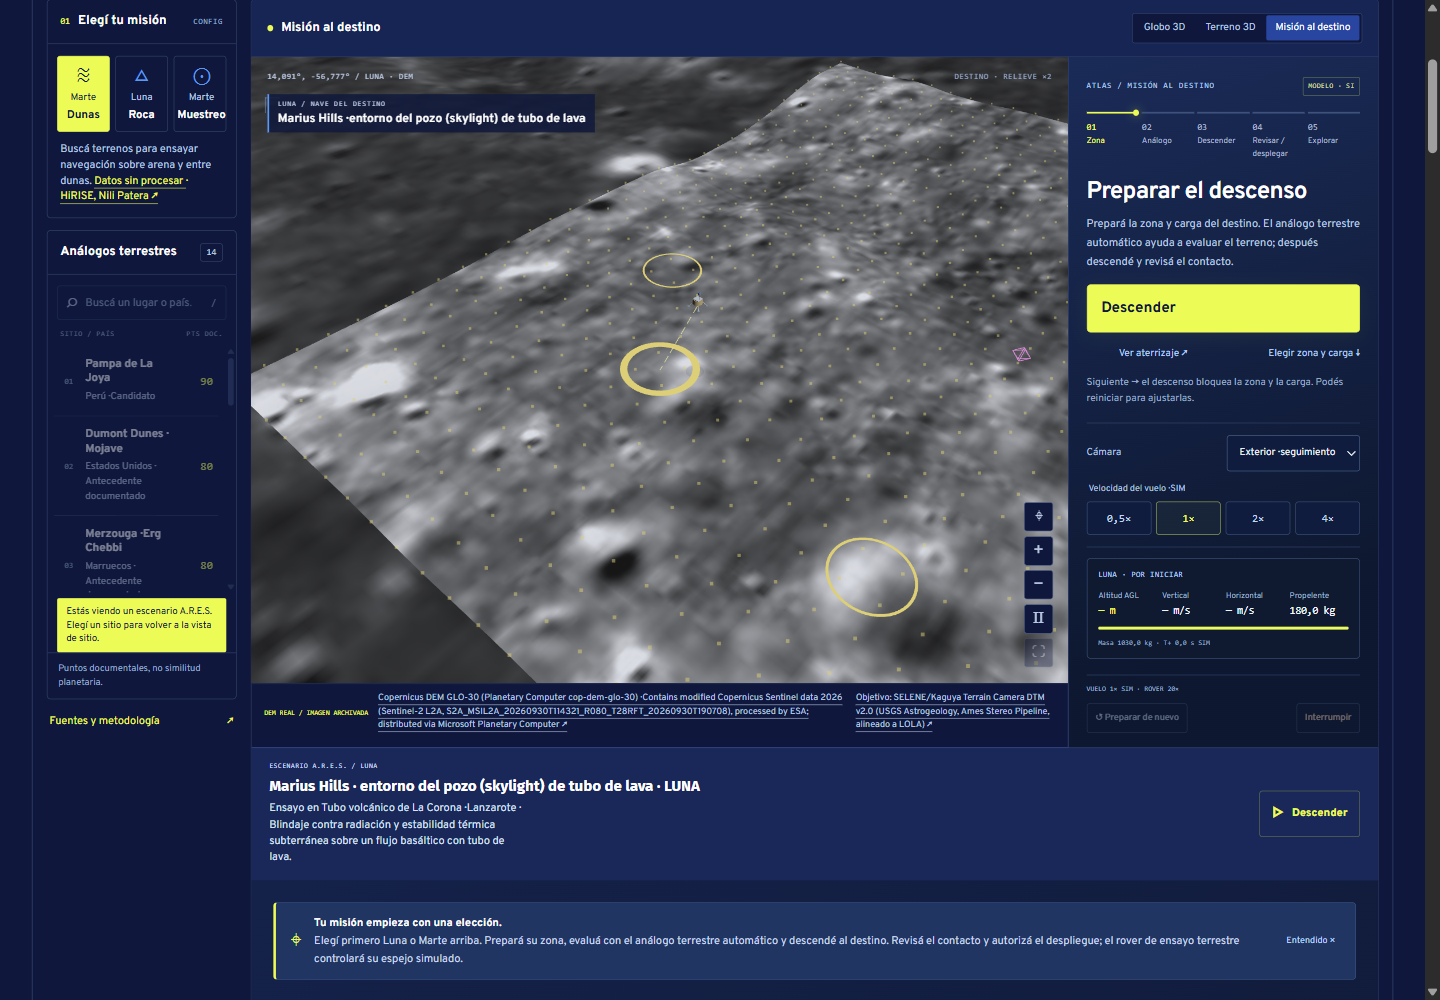 01 Elegí tu misión CONFIG
Marte
Dunas
Luna
Roca
Marte
Muestreo
Buscá terrenos para ensayar
navegación sobre arena y entre
dunas. Datos sin procesar ·
HiRISE, Nili Patera ↗
Análogos terrestres 14
Buscá un lugar o país. /
SITIO / PAÍS PTS DOC.
01 Pampa de La
Joya 90
Perú ·Candidato
02 Dumont Dunes ·
Mojave 80
Estados Unidos ·
Antecedente
documentado
03 Merzouga ·Erg
Chebbi 80
Marruecos ·
Antecedente
Estás viendo un escenario A.R.E.S.
Elegí un sitio para volver a la vista
de sitio.
Puntos documentales, no similitud
planetaria.
Fuentes y metodología ↗
Misión al destino
Globo 3D Terreno 3D Misión al destino
14,091°, -56,777° / LUNA · DEM
DESTINO · RELIEVE ×2
LUNA / NAVE DEL DESTINO
Marius Hills ·entorno del pozo (skylight) de tubo de lava
DEM REAL / IMAGEN ARCHIVADA
Copernicus DEM GLO-30 (Planetary Computer cop-dem-glo-30) ·Contains modified Copernicus Sentinel data 2026
(Sentinel-2 L2A, S2A_MSIL2A_20260930T114321_R080_T28RFT_20260930T190708), processed by ESA;
distributed via Microsoft Planetary Computer ↗
Objetivo: SELENE/Kaguya Terrain Camera DTM
v2.0 (USGS Astrogeology, Ames Stereo Pipeline,
alineado a LOLA) ↗
ATLAS / MISIÓN AL DESTINO
MODELO · SI
01
Zona
02
Análogo
03
Descender
04
Revisar /
desplegar
05
Explorar
Preparar el descenso
Prepará la zona y carga del destino. El análogo terrestre
automático ayuda a evaluar el terreno; después
descendé y revisá el contacto.
Descender
Ver aterrizaje ↗
Elegir zona y carga ↓
Siguiente → el descenso bloquea la zona y la carga. Podés
reiniciar para ajustarlas.
Cámara
Exterior ·seguimiento
Velocidad del vuelo ·SIM
0,5× 1× 2× 4×
LUNA · POR INICIAR
Altitud AGL Vertical Horizontal Propelente
— m — m/s — m/s 180,0 kg
Masa 1030,0 kg · T+ 0,0 s SIM
VUELO 1× SIM · ROVER 20×
↺ Preparar de nuevo
Interrumpir
ESCENARIO A.R.E.S. / LUNA
Marius Hills · entorno del pozo (skylight) de tubo de lava · LUNA
Ensayo en Tubo volcánico de La Corona ·Lanzarote ·
Blindaje contra radiación y estabilidad térmica
subterránea sobre un flujo basáltico con tubo de
lava.
Descender
Tu misión empieza con una elección.
Elegí primero Luna o Marte arriba. Prepará su zona, evaluá con el análogo terrestre automático y descendé al destino. Revisá el contacto y autorizá el despliegue; el rover de ensayo terrestre
controlará su espejo simulado.
Entendido ×